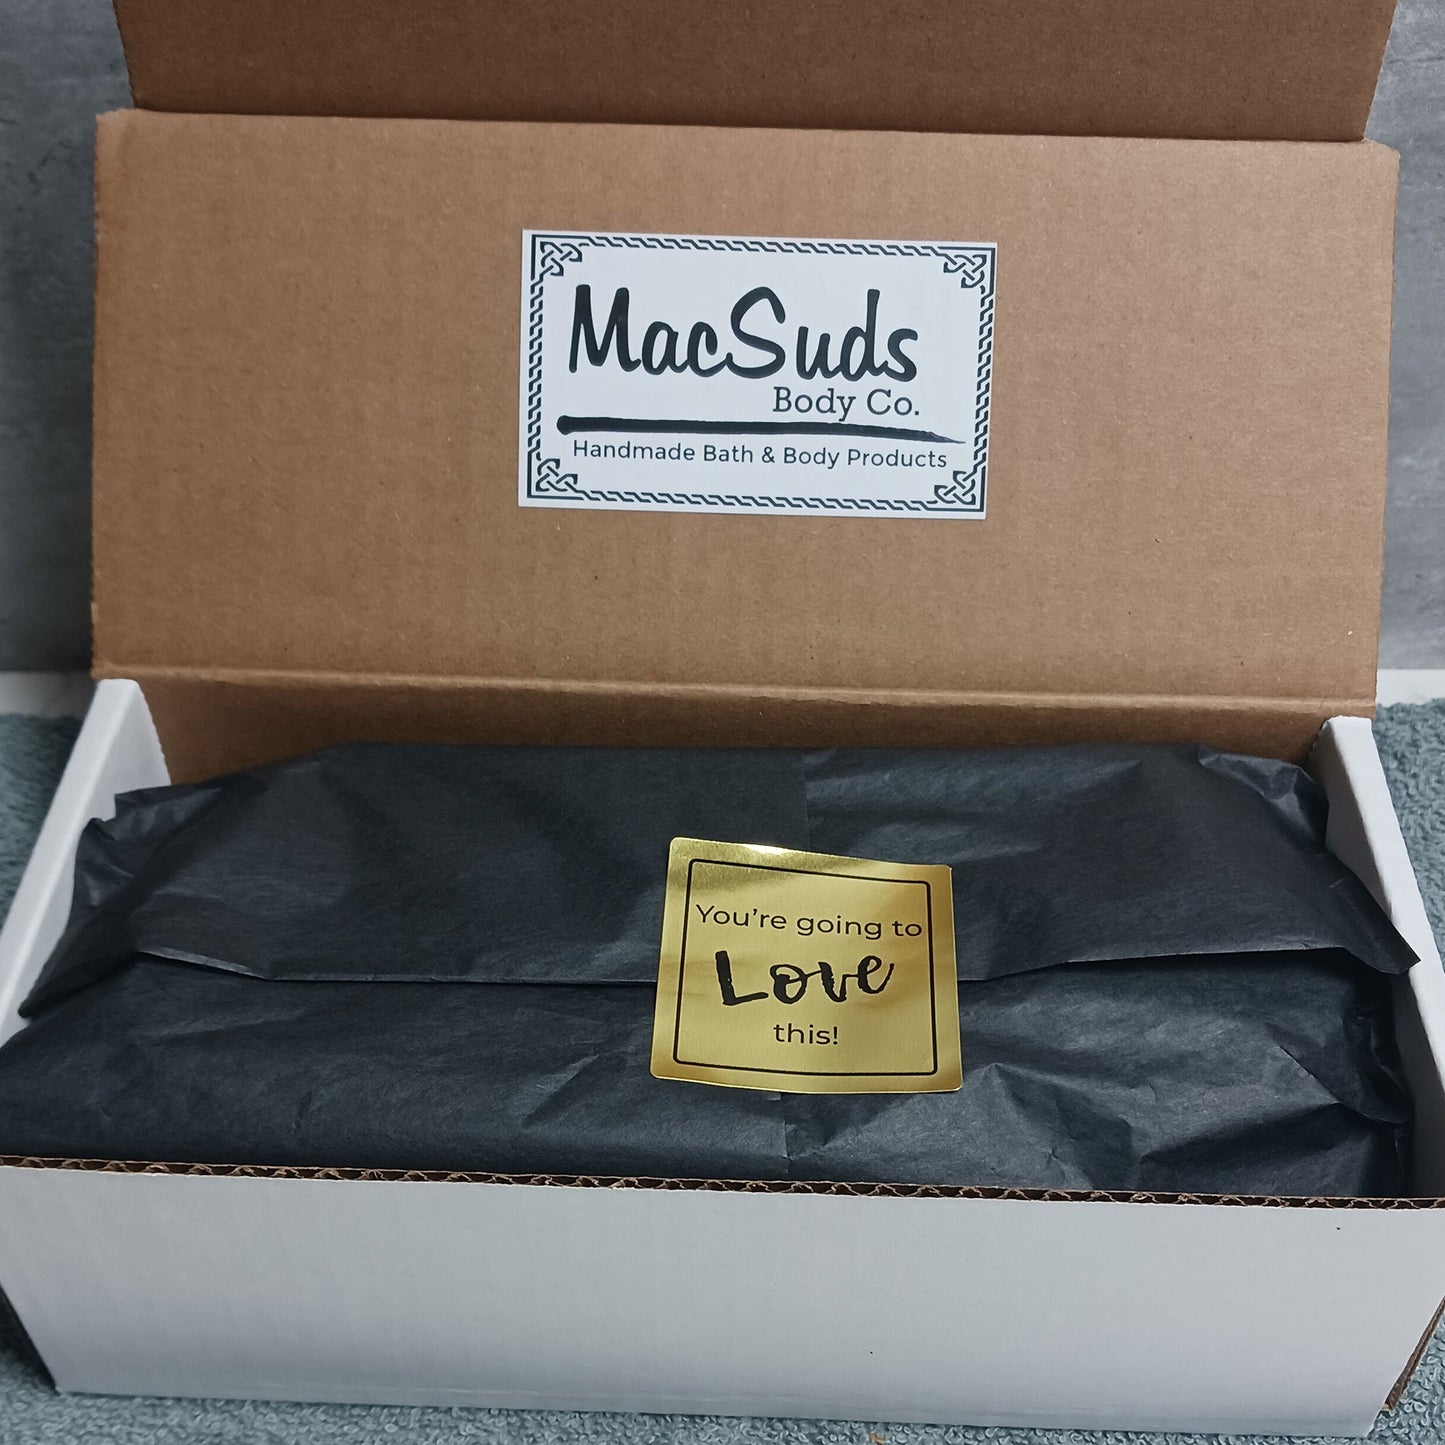 MacSuds
Body Co.
Handmade Bath & Body Products
You're going to
Love
this!